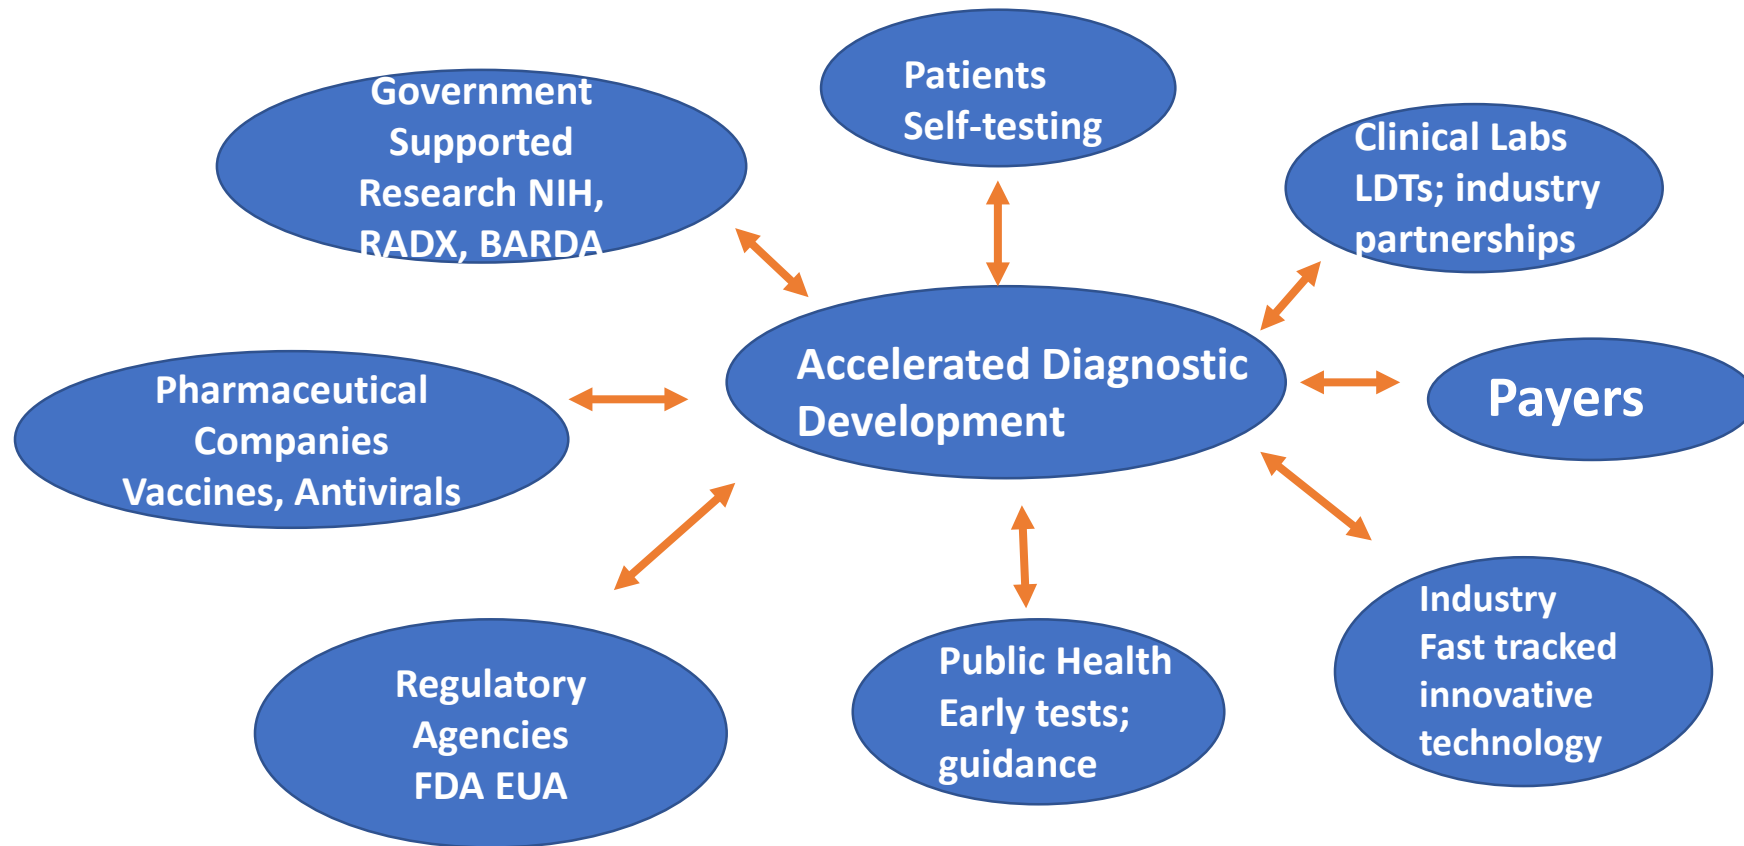 Government
Supported
Research NIH,
RADX, BARDA
Patients
Self-testing
Clinical Labs
LDTs; industry
partnerships
Accelerated Diagnostic
Development
Payers
Pharmaceutical
Companies
Vaccines, Antivirals
Regulatory
Agencies
FDA EUA
Public Health
Early tests;
guidance
Industry
Fast tracked
innovative
technology